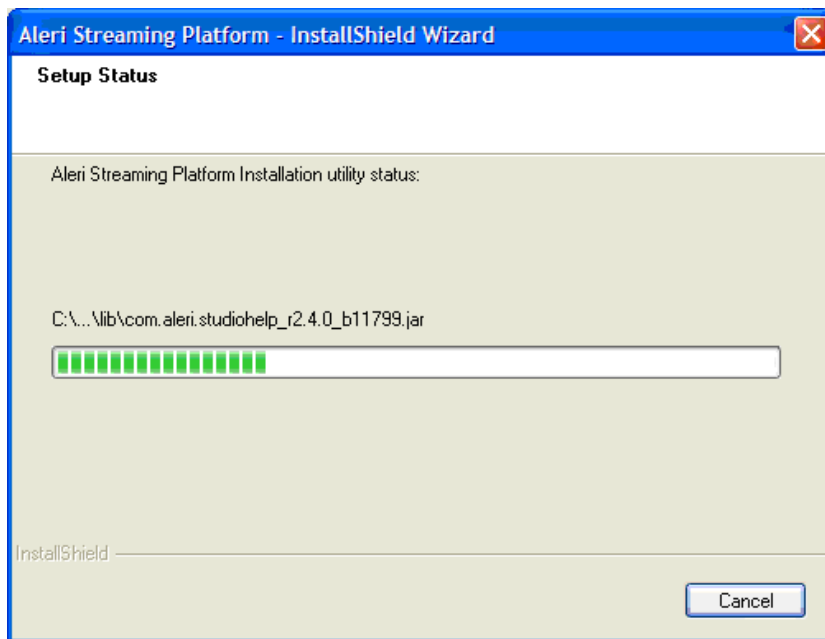 Aleri Streaming Platform - InstallShield Wizard
Setup Status
Aleri Streaming Platform Installation utility status:
C:\...\lib\com.aleri.studiohelp_r2.4.0_b11799.jar
InstallShield
Cancel